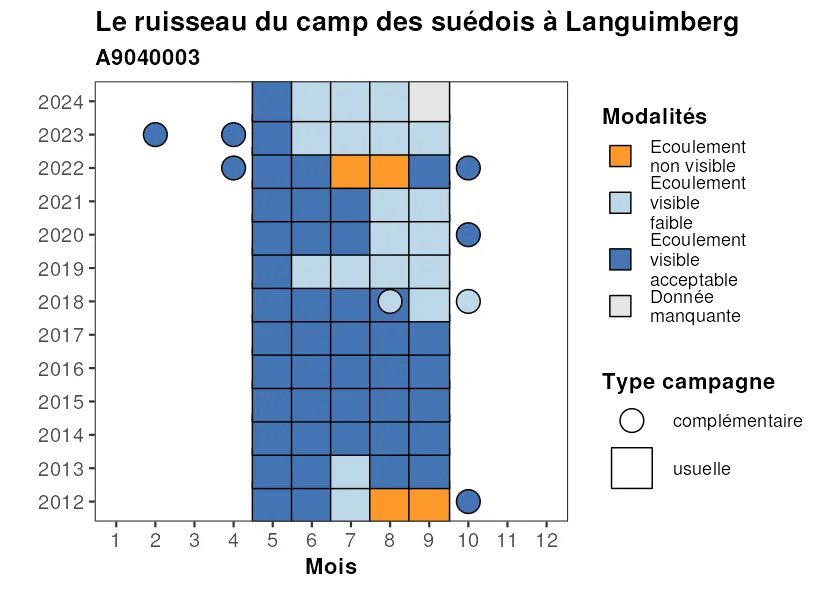 Le ruisseau du camp des suédois à Languimberg
A9040003
2024
2023
2022
2021
2020
2019
2018
2017
2016
2015
2014
2013
2012
1 2 3 4 5 6 7 8 9 10 11 12
Mois
Modalités
Ecoulement
non visible
Ecoulement
visible
faible
Ecoulement
visible
acceptable
Donnée
manquante
Type campagne
complémentaire
usuelle